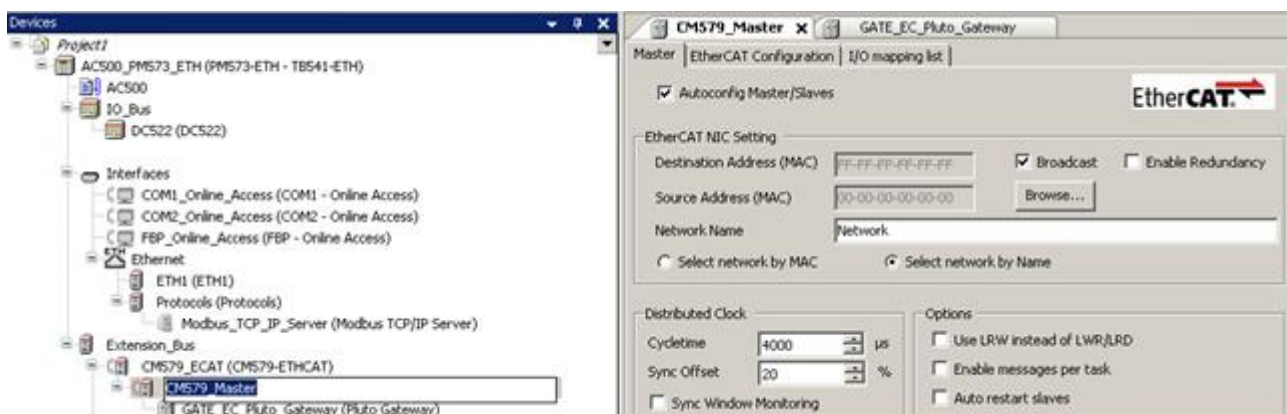 Devices
Project1
AC500_PM573_ETH (PM573-ETH - TB541-ETH)
AC500
IO_Bus
DC522 (DC522)
Interfaces
COM1_Online_Access (COM1 - Online Access)
COM2_Online_Access (COM2 - Online Access)
FBP_Online_Access (FBP - Online Access)
ETH
Ethernet
ETH1 (ETH1)
Protocols (Protocols)
Modbus_TCP_IP_Server (Modbus TCP/IP Server)
Extension_Bus
CM579_ECAT (CM579-ETHCAT)
CM579_Master
GATE_EC_Pluto_Gateway (Pluto Gateway)
CM579_Master GATE_EC_Pluto_Gateway
Master EtherCAT Configuration I/O mapping list
Autoconfig Master/Slaves
EtherCAT.
EtherCAT NIC Setting
Destination Address (MAC) FF-FF-FF-FF-FF-FF Broadcast Enable Redundancy
Source Address (MAC) 00-00-00-00-00-00 Browse...
Network Name Network
Select network by MAC Select network by Name
Distributed Clock
Cycletime 4000 µs
Sync Offset 20 %
Sync Window Monitoring
Options
Use LRW instead of LWR/LRD
Enable messages per task
Auto restart slaves